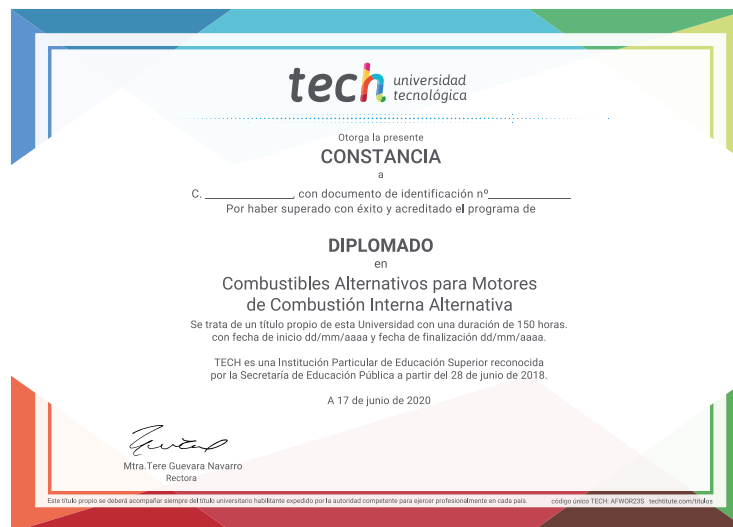 tech universidad
tecnológica
Otorga la presente
CONSTANCIA
a
C. ______________, con documento de identificación nº_____________
Por haber superado con éxito y acreditado el programa de
DIPLOMADO
en
Combustibles Alternativos para Motores
de Combustión Interna Alternativa
Se trata de un título propio de esta Universidad con una duración de 150 horas.
con fecha de inicio dd/mm/aaaa y fecha de finalización dd/mm/aaaa.
TECH es una Institución Particular de Educación Superior reconocida
por la Secretaría de Educación Pública a partir del 28 de junio de 2018.
A 17 de junio de 2020
Mtra.Tere Guevara Navarro
Rectora
Este título propio se deberá acompañar siempre del título universitario habilitante expedido por la autoridad competente para ejercer profesionalmente en cada país. código único TECH: AFWOR23S techtitute.com/titulos